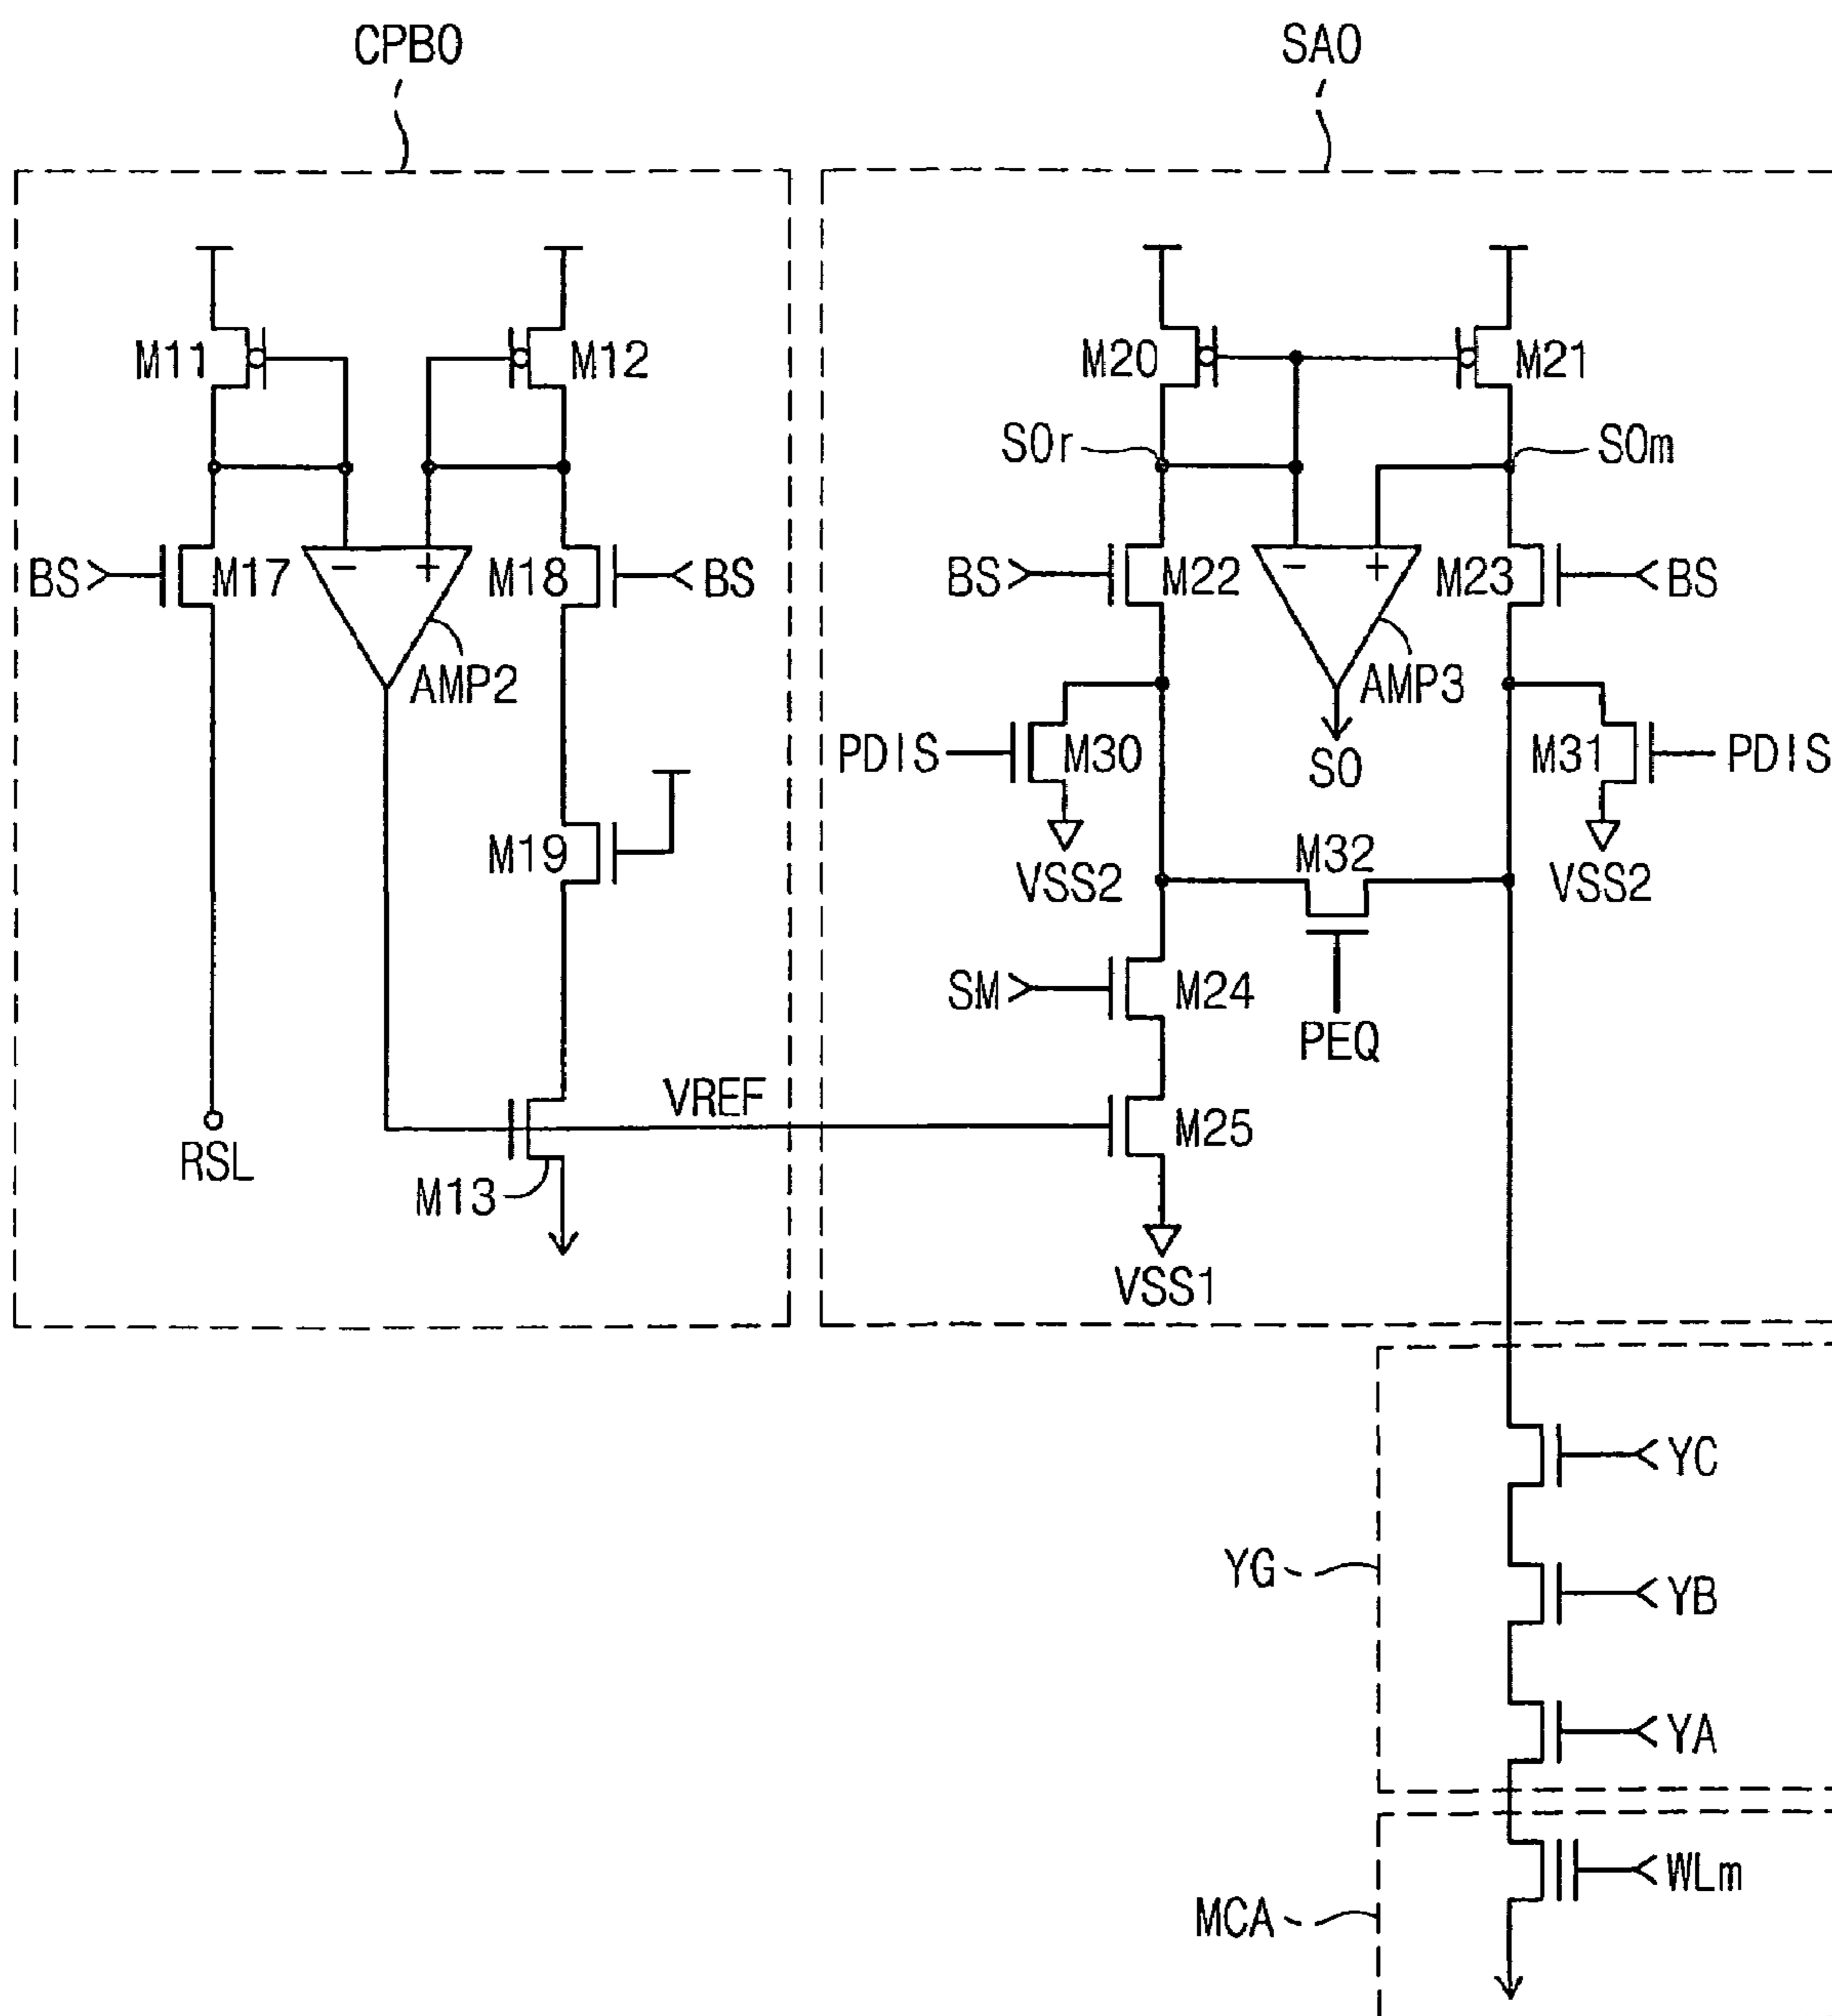 CPB0
SA0
M11
M12
M20
M21
S0r
S0m
BS
M17
-
+
M18
BS
BS
M22
-
+
M23
BS
AMP2
AMP3
PDIS
M30
S0
M31
PDIS
M19
VSS2
M32
VSS2
SM
M24
PEQ
VREF
M25
RSL
M13
VSS1
YC
YG
YB
YA
WLm
MCA